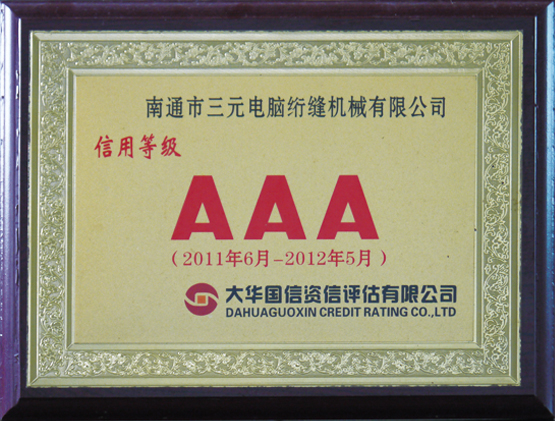 南通市三元电脑绗缝机械有限公司
信用等级
AAA
(2011年6月-2012年5月)
大华国信资信评估有限公司
DAHUAGUOXIN CREDIT RATING CO.,LTD